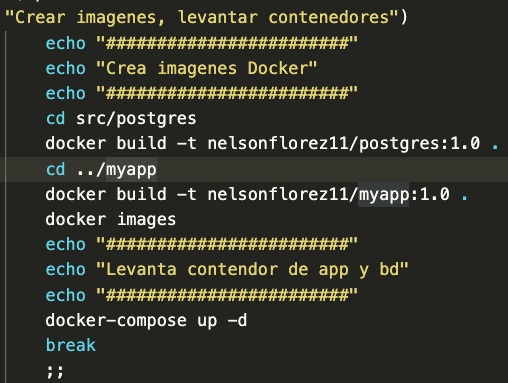 "Crear imagenes, levantar contenedores")
echo "########################"
echo "Crea imagenes Docker"
echo "########################"
cd src/postgres
docker build -t nelsonflorez11/postgres:1.0 .
cd ../myapp
docker build -t nelsonflorez11/myapp:1.0 .
docker images
echo "########################"
echo "Levanta contendor de app y bd"
echo "########################"
docker-compose up -d
break
;;